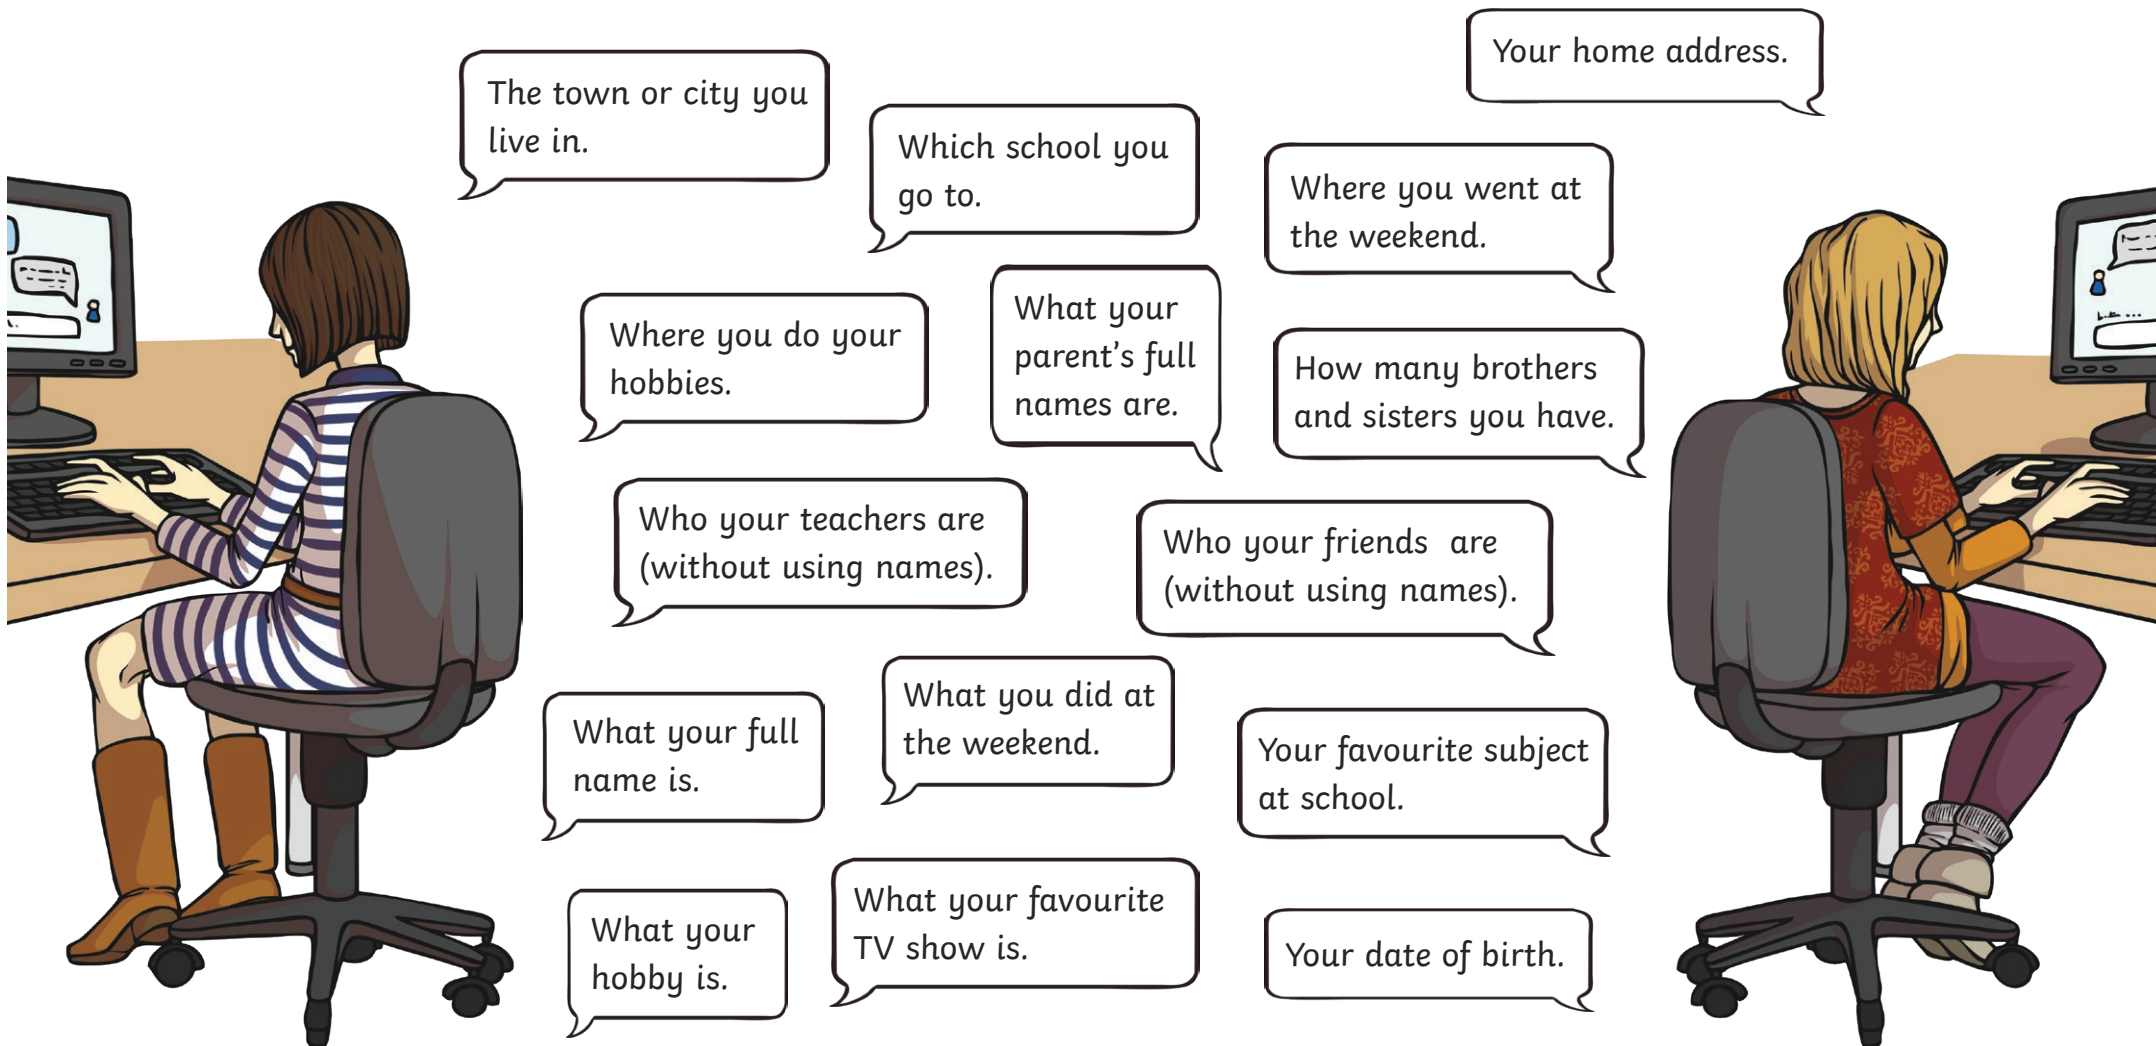 Your home address.
The town or city you
live in.
Which school you
go to.
Where you went at
the weekend.
Where you do your
hobbies.
What your
parent's full
names are.
How many brothers
and sisters you have.
Who your teachers are
(without using names).
Who your friends  are
(without using names).
What your full
name is.
What you did at
the weekend.
Your favourite subject
at school.
What your
hobby is.
What your favourite
TV show is.
Your date of birth.